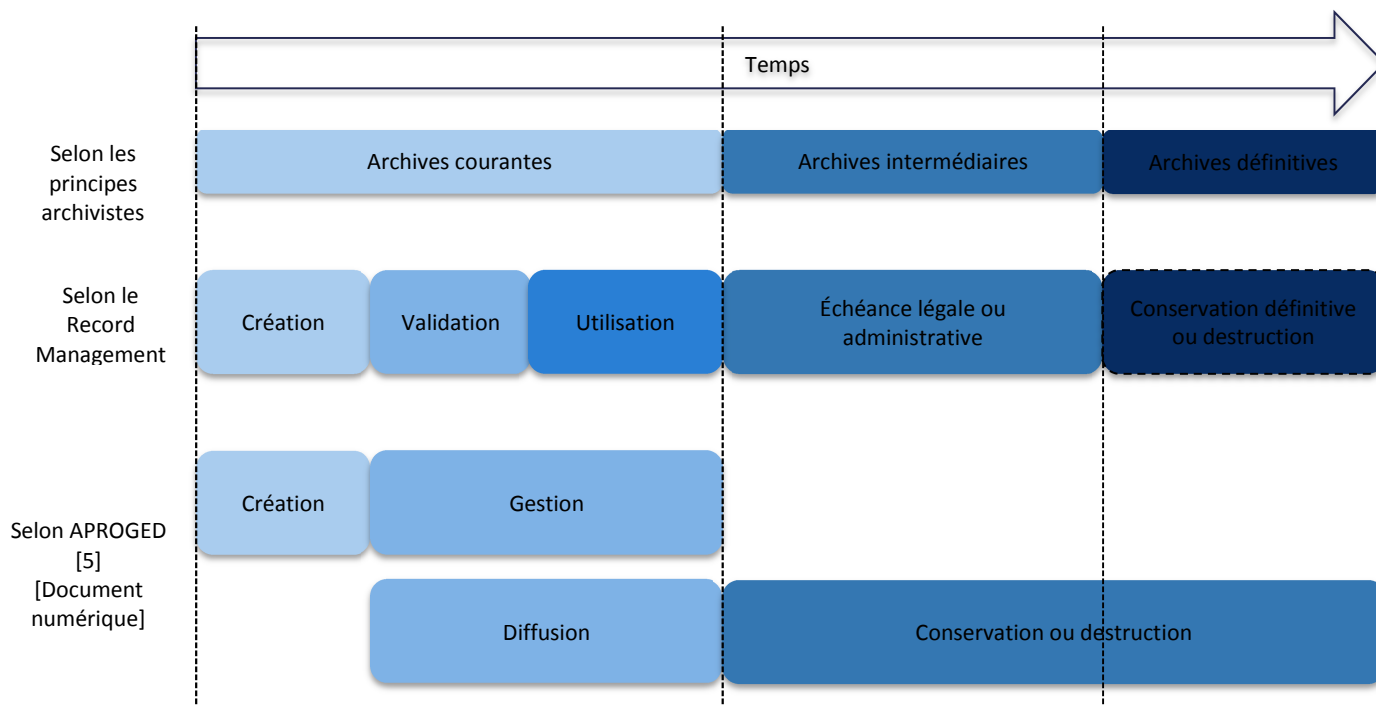 Temps
Selon les
principes
archivistes
Archives courantes
Archives intermédiaires
Archives définitives
Selon le
Record
Management
Création
Validation
Utilisation
Échéance légale ou
administrative
Conservation définitive
ou destruction
Selon APROGED
[5]
[Document
numérique]
Création
Gestion
Diffusion
Conservation ou destruction